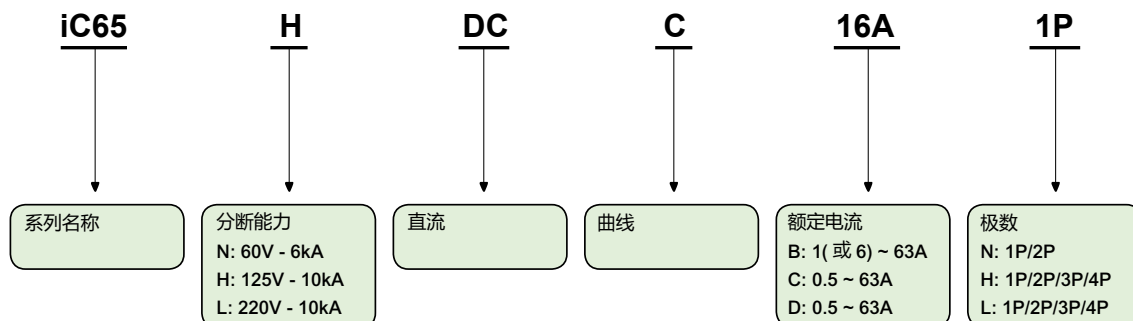 iC65 H DC C 16A 1P
系列名称
分断能力
N: 60V - 6kA
H: 125V - 10kA
L: 220V - 10kA
直流
曲线
额定电流
B: 1( 或 6) ~ 63A
C: 0.5 ~ 63A
D: 0.5 ~ 63A
极数
N: 1P/2P
H: 1P/2P/3P/4P
L: 1P/2P/3P/4P